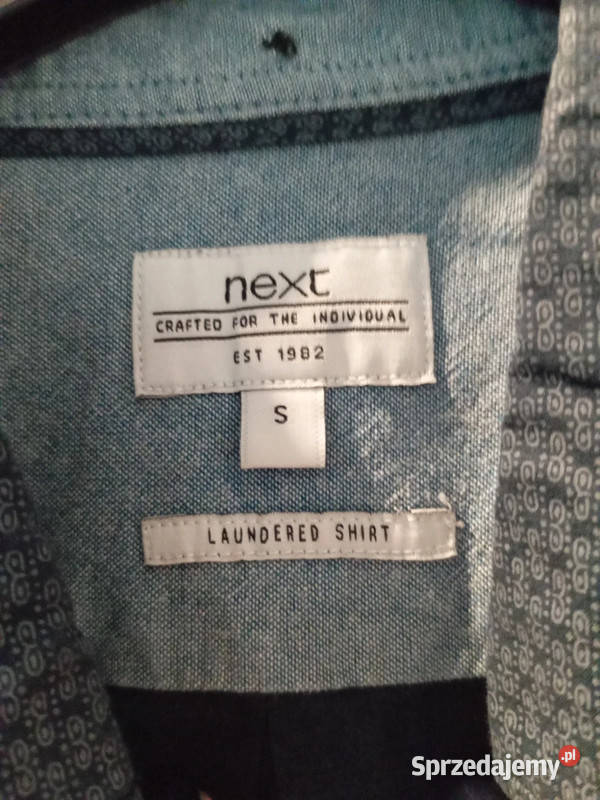 next
CRAFTED FOR THE INDIVIDUAL
EST 1982
S
LAUNDERED SHIRT
Sprzedajemy.pl